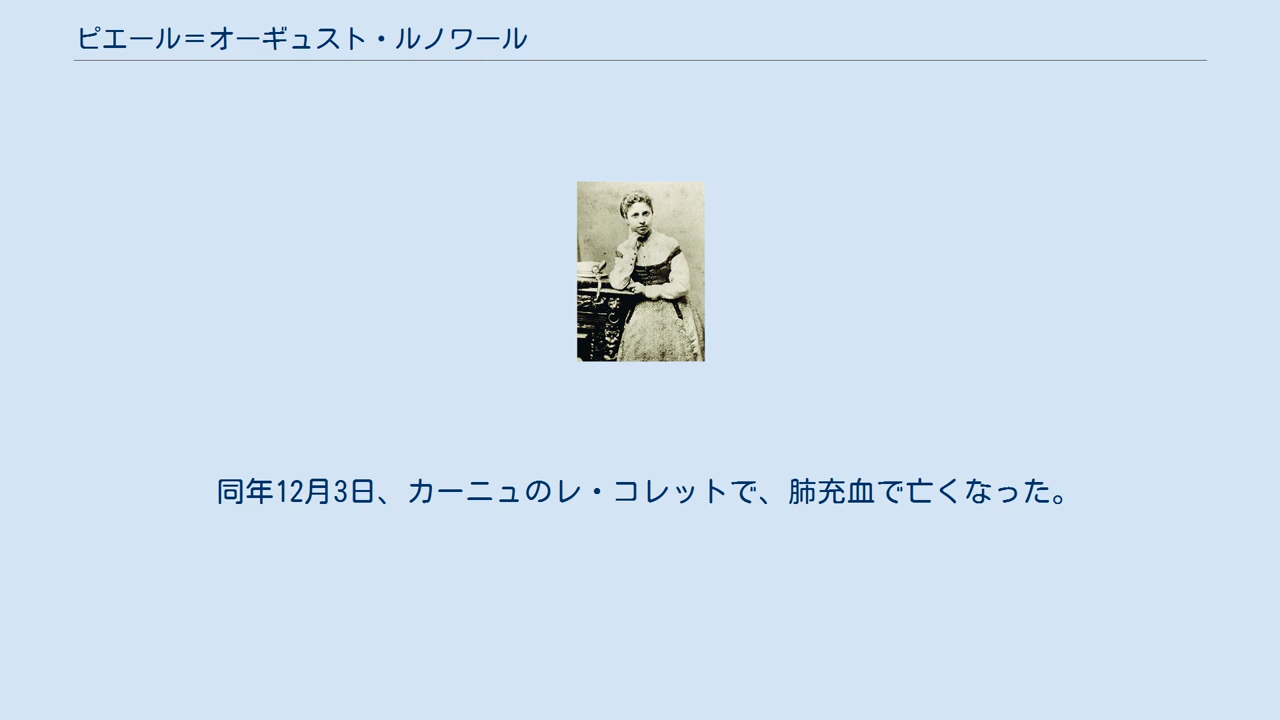 ピエール＝オーギュスト・ルノワール
同年12月3日、カーニュのレ・コレットで、肺充血で亡くなった。